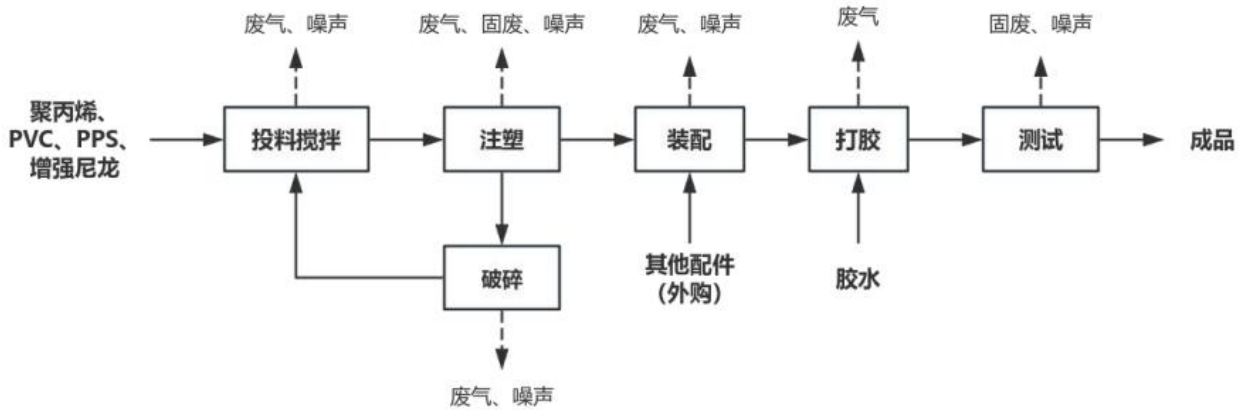 废气、噪声
废气、固废、噪声
废气、噪声
废气
固废、噪声
聚丙烯、
PVC、PPS、
增强尼龙
投料搅拌
注塑
装配
打胶
测试
成品
破碎
其他配件
（外购）
胶水
废气、噪声